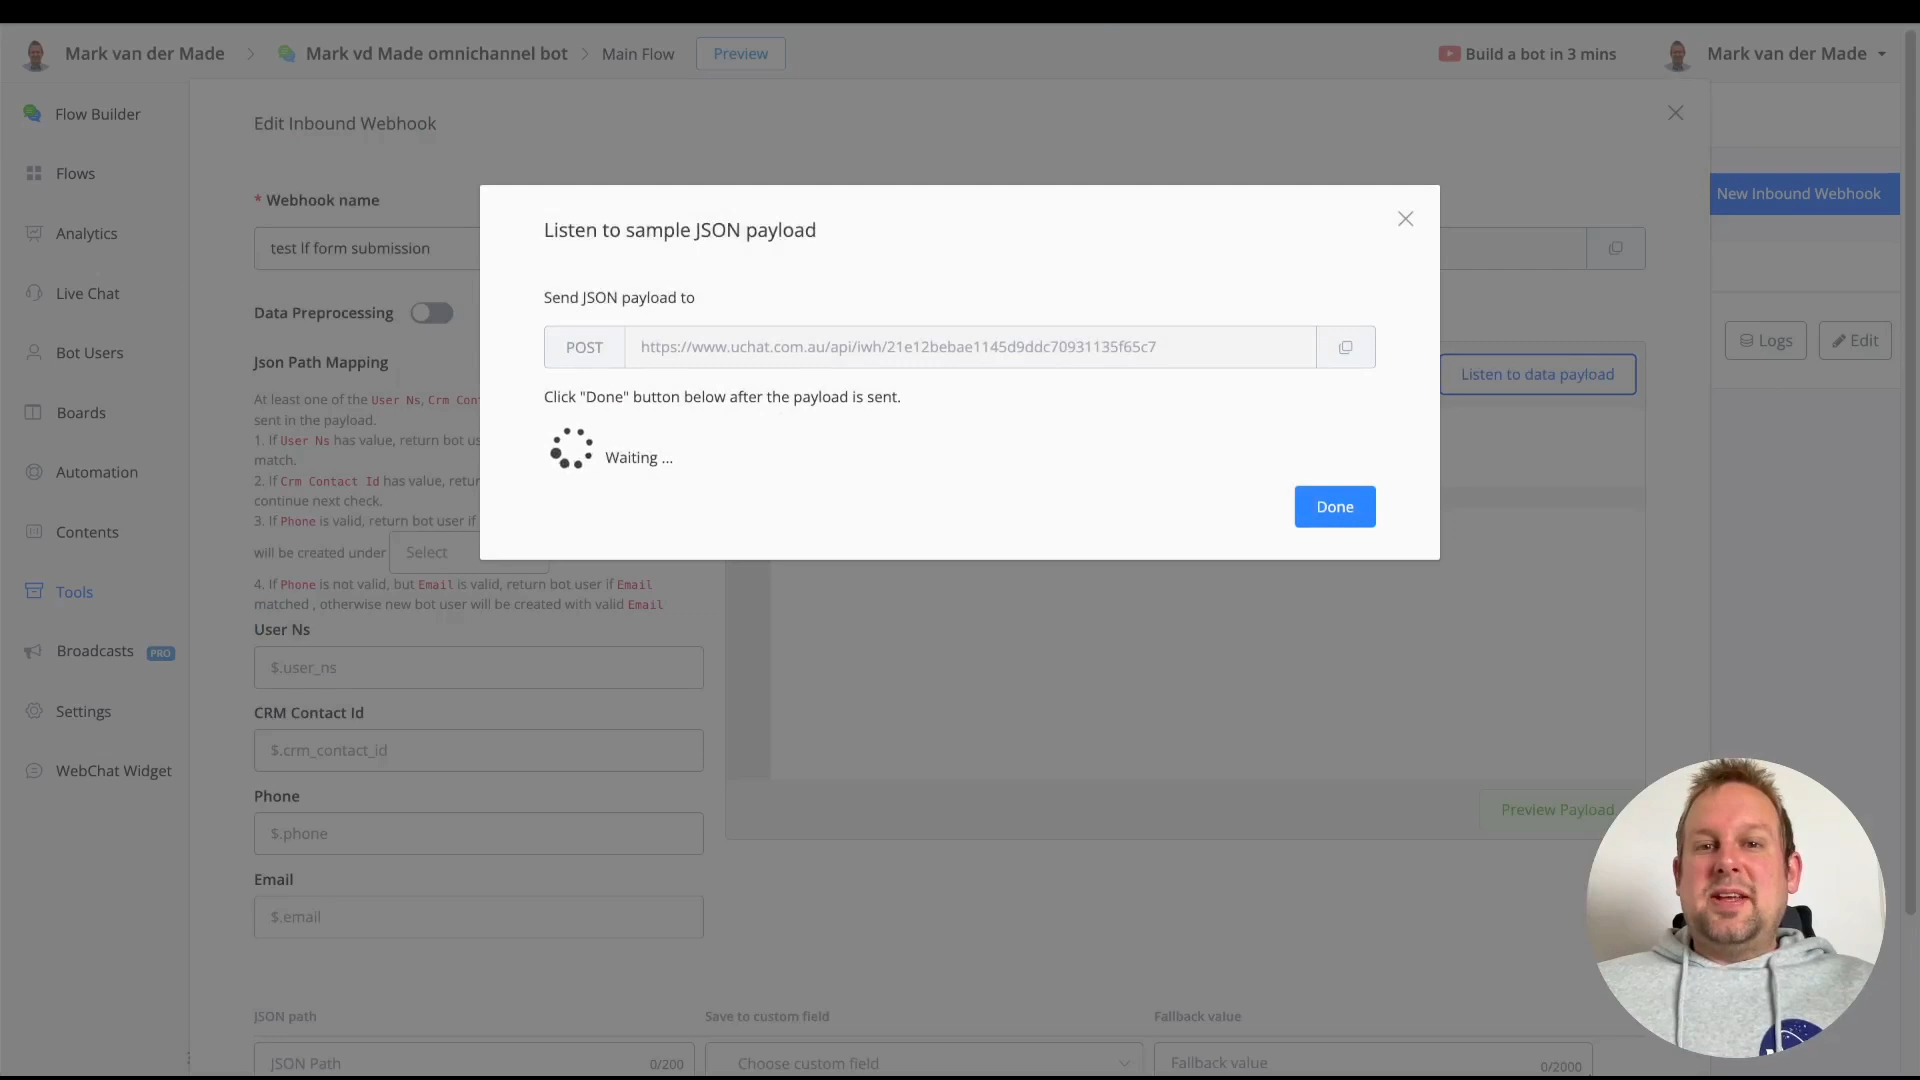 Mark van der Made
Mark vd Made omnichannel bot
Main Flow
Preview
Build a bot in 3 mins
Mark van der Made
Flow Builder
Flows
Analytics
Live Chat
Bot Users
Boards
Automation
Contents
Tools
Broadcasts PRO
Settings
WebChat Widget
Edit Inbound Webhook
New Inbound Webhook
* Webhook name
test lf form submission
Data Preprocessing
Json Path Mapping
At least one of the User Ns, Crm Con
sent in the payload.
1. If User Ns has value, return bot us
match.
2. If Crm Contact Id has value, retur
continue next check.
3. If Phone is valid, return bot user if
will be created under Select
4. If Phone is not valid, but Email is valid, return bot user if Email
matched , otherwise new bot user will be created with valid Email
User Ns
$.user_ns
CRM Contact Id
$.crm_contact_id
Phone
$.phone
Email
$.email
Listen to sample JSON payload
Send JSON payload to
POST https://www.uchat.com.au/api/iwh/21e12bebae1145d9ddc70931135f65c7
Click "Done" button below after the payload is sent.
Waiting ...
Done
Logs
Edit
Listen to data payload
Preview Payload
JSON path
Save to custom field
Fallback value
JSON Path 0/200
Choose custom field
Fallback value 0/2000